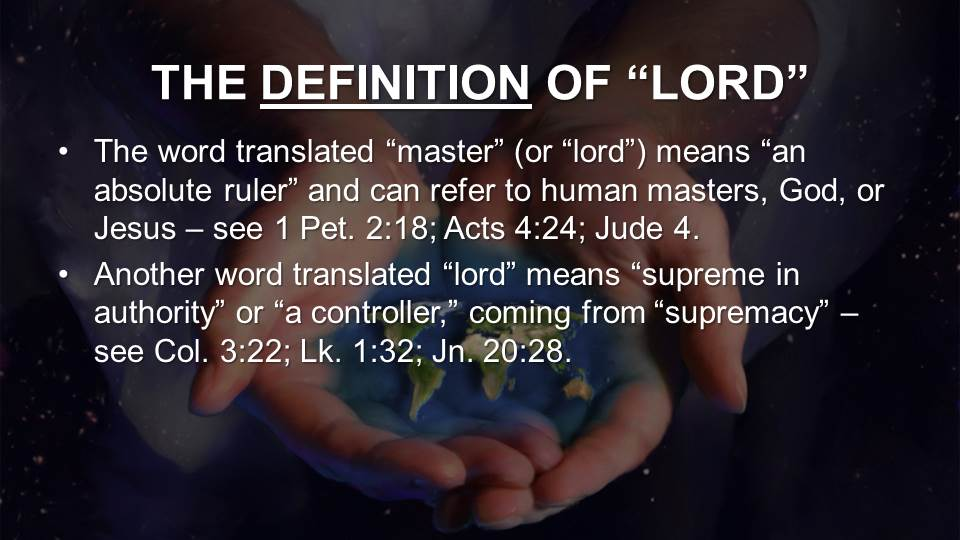 THE DEFINITION OF “LORD”
• The word translated “master” (or “lord”) means “an
absolute ruler” and can refer to human masters, God, or
Jesus – see 1 Pet. 2:18; Acts 4:24; Jude 4.
• Another word translated “lord” means “supreme in
authority” or “a controller,” coming from “supremacy” –
see Col. 3:22; Lk. 1:32; Jn. 20:28.